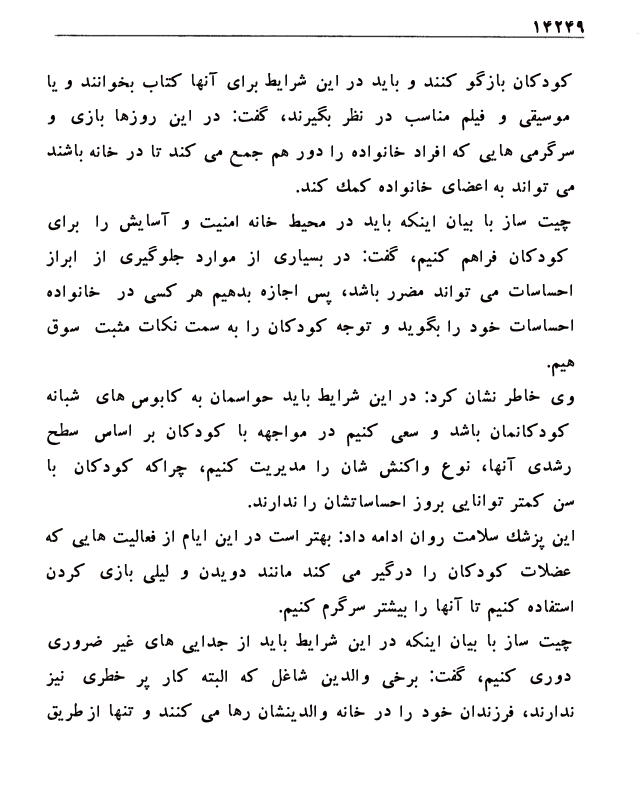 ۱۴۲۴۹
کودکان بازگو کنند و باید در این شرایط برای آنها کتاب بخوانند و یا
موسیقی و فیلم مناسب در نظر بگیرند، گفت: در این روزها بازی و
سرگرمی هایی که افراد خانواده را دور هم جمع می کند تا در خانه باشند
می تواند به اعضای خانواده کمك کند.
چیت ساز با بیان اینکه باید در محیط خانه امنیت و آسایش را برای
کودکان فراهم کنیم، گفت: در بسیاری از موارد جلوگیری از ابراز
احساسات می تواند مضرر باشد، پس اجازه بدهیم هر کسی در خانواده
احساسات خود را بگوید و توجه کودکان را به سمت نکات مثبت سوق
هیم.
وی خاطر نشان کرد: در این شرایط باید حواسمان به کابوس های شبانه
کودکانمان باشد و سعی کنیم در مواجهه با کودکان بر اساس سطح
رشدی آنها، نوع واکنش شان را مدیریت کنیم، چراکه کودکان با
سن کمتر توانایی بروز احساساتشان را ندارند.
این پزشك سلامت روان ادامه داد: بهتر است در این ایام از فعالیت هایی که
عضلات کودکان را درگیر می کند مانند دویدن و لیلی بازی کردن
استفاده کنیم تا آنها را بیشتر سرگرم کنیم.
چیت ساز با بیان اینکه در این شرایط باید از جدایی های غیر ضروری
دوری کنیم، گفت: برخی والدین شاغل که البته کار پر خطری نیز
ندارند، فرزندان خود را در خانه والدینشان رها می کنند و تنها از طریق